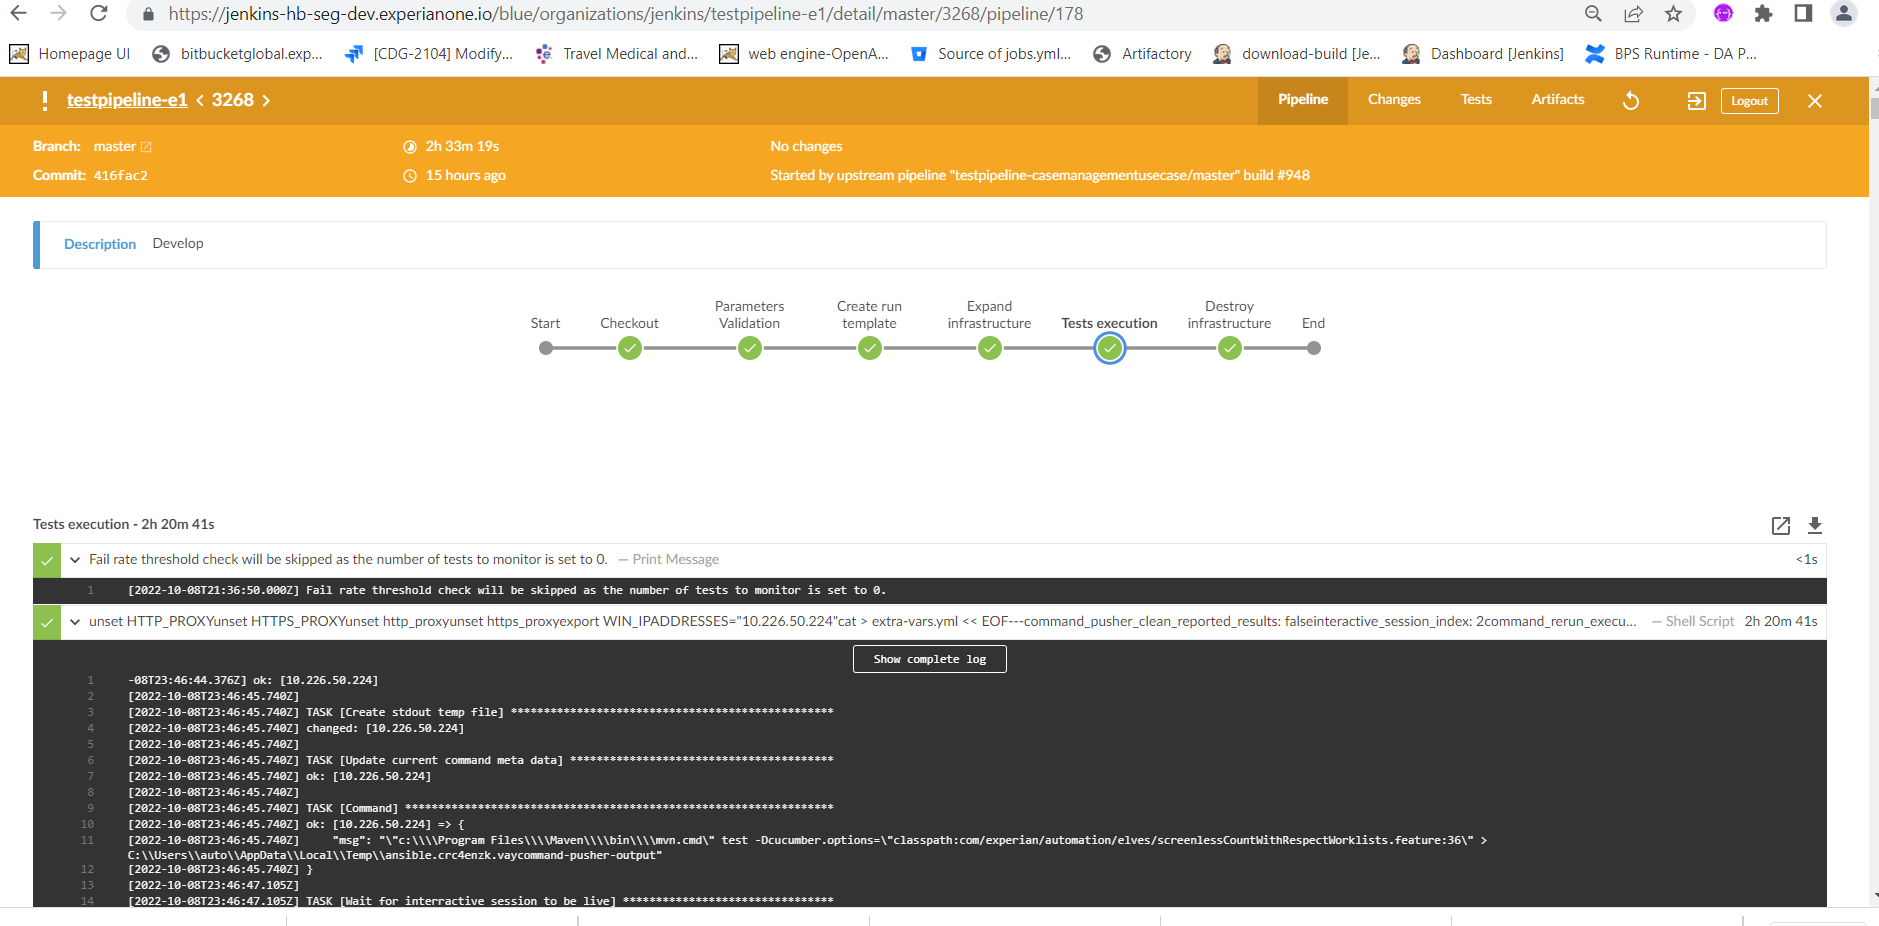 https://jenkins-hb-seg-dev.experianone.io/blue/organizations/jenkins/testpipeline-e1/detail/master/3268/pipeline/178
Homepage UI bitbucketglobal.exp... [CDG-2104] Modify,... Travel Medical and... web engine-OpenA... Source of jobs.yml... Artifactory download-build [Je... Dashboard [Jenkins] BPS Runtime - DA P...
testpipeline-e1 < 3268 > Pipeline Changes Tests Artifacts Logout
Branch: master 2h 33m 19s No changes
Commit: 416fac2 15 hours ago Started by upstream pipeline "testpipeline-casemanagementusecase/master" build #948
Description Develop
Start Checkout Parameters Validation Create run template Expand infrastructure Tests execution Destroy infrastructure End
Tests execution - 2h 20m 41s
Fail rate threshold check will be skipped as the number of tests to monitor is set to 0. — Print Message <1s
1 [2022-10-08T21:36:50.000Z] Fail rate threshold check will be skipped as the number of tests to monitor is set to 0.
unset HTTP_PROXYunset HTTPS_PROXYunset http_proxyunset https_proxyexport WIN_IPADDRESSES="10.226.50.224"cat > extra-vars.yml << EOF---command_pusher_clean_reported_results: falseinteractive_session_index: 2command_rerun_execu... — Shell Script 2h 20m 41s
Show complete log
1 -08T23:46:44.376Z] ok: [10.226.50.224]
2 [2022-10-08T23:46:45.740Z]
3 [2022-10-08T23:46:45.740Z] TASK [Create stdout temp file] *************************************************
4 [2022-10-08T23:46:45.740Z] changed: [10.226.50.224]
5 [2022-10-08T23:46:45.740Z]
6 [2022-10-08T23:46:45.740Z] TASK [Update current command meta data] ****************************************
7 [2022-10-08T23:46:45.740Z] ok: [10.226.50.224]
8 [2022-10-08T23:46:45.740Z]
9 [2022-10-08T23:46:45.740Z] TASK [Command] *****************************************************************
10 [2022-10-08T23:46:45.740Z] ok: [10.226.50.224] => {
11 [2022-10-08T23:46:45.740Z] "msg": "\"c:\\\\Program Files\\\\Maven\\\\bin\\\\mvn.cmd\" test -Dcucumber.options=\"classpath:com/experian/automation/elves/screenlessCountWithRespectWorklists.feature:36\" >
C:\\Users\\auto\\AppData\\Local\\Temp\\ansible.crc4enzk.vaycommand-pusher-output"
12 [2022-10-08T23:46:45.740Z] }
13 [2022-10-08T23:46:47.105Z]
14 [2022-10-08T23:46:47.105Z] TASK [Wait for interractive session to be live] ********************************